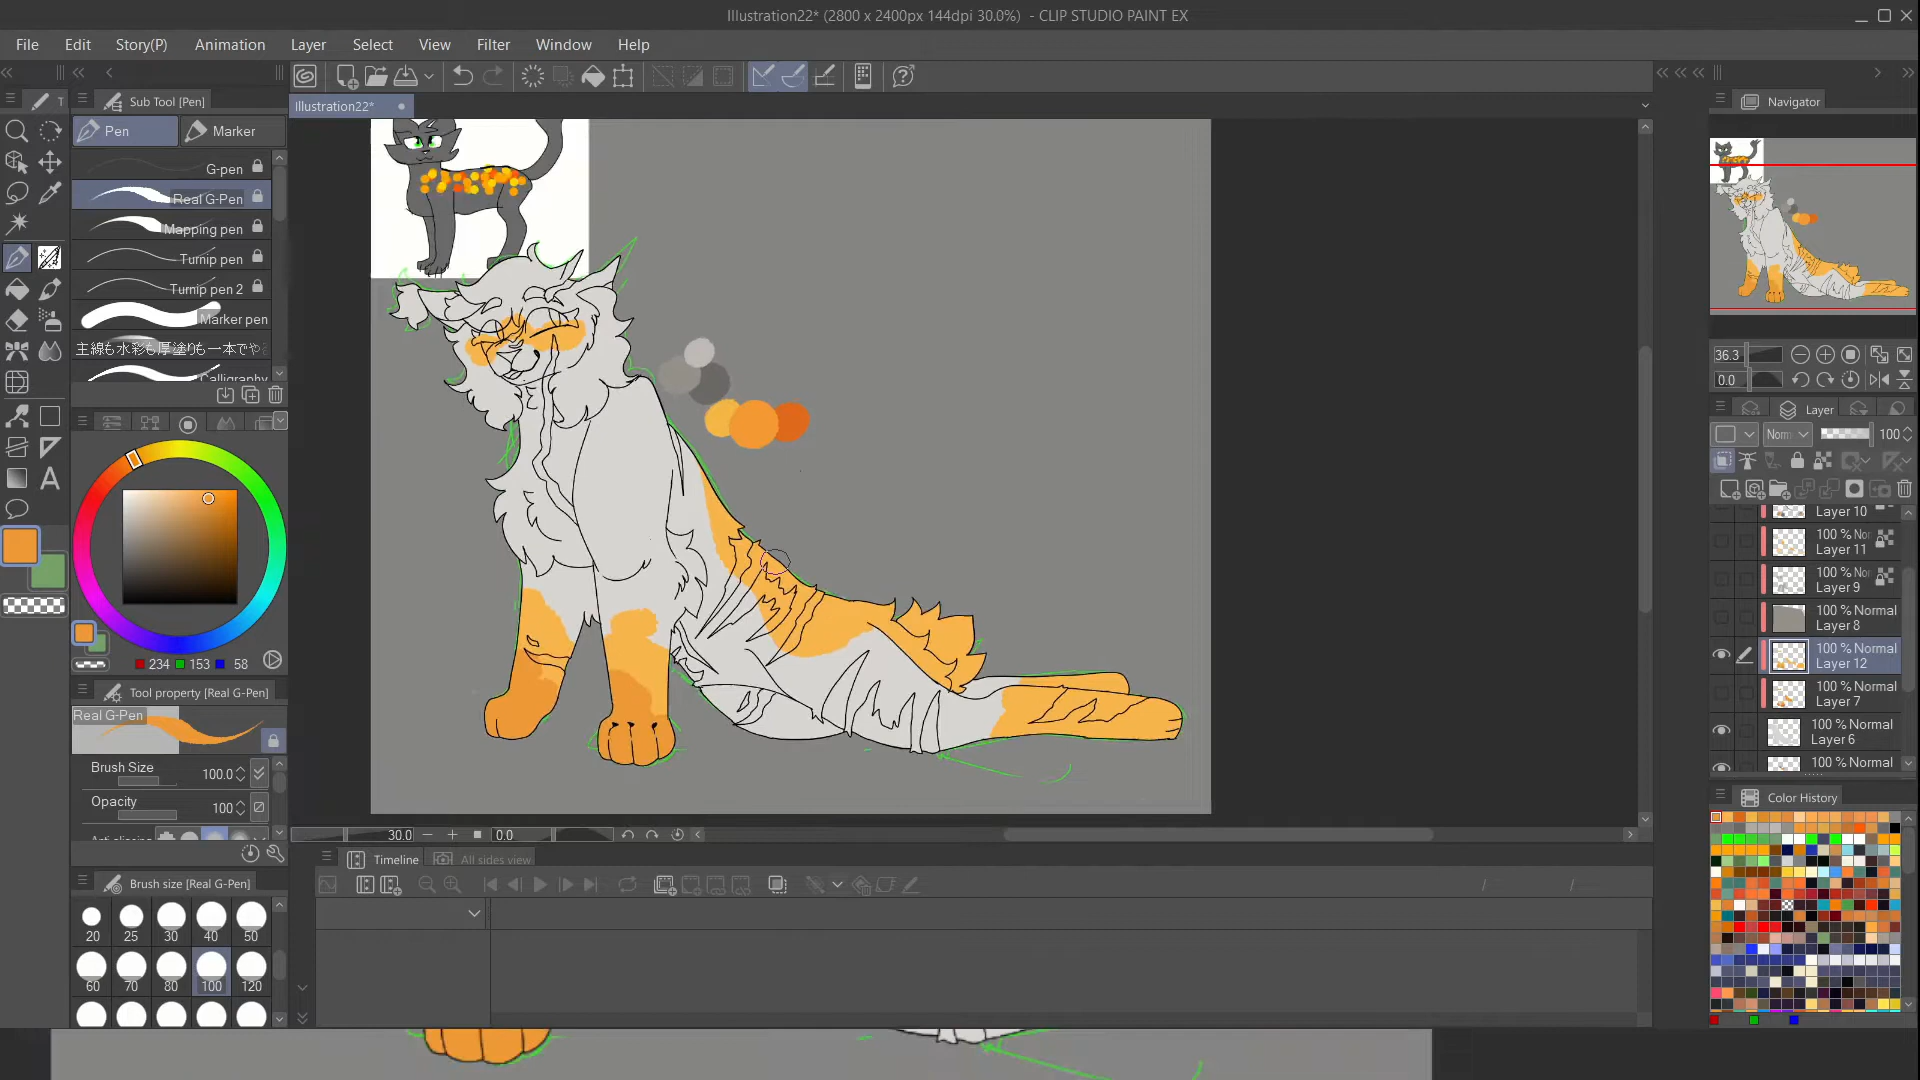 Illustration22* (2800 x 2400px 144dpi 30.0%) - CLIP STUDIO PAINT EX
File Edit Story(P) Animation Layer Select View Filter Window Help
T Sub Tool [Pen]
Illustration22*
Navigator
Pen Marker
G-pen
Real G-Pen
Mapping pen
Turnip pen
Turnip pen 2
Marker pen
主線も水彩も厚塗りも一本でや
Calligraphy
36.3
0.0
Layer
Norm 100
Layer 10
100 % No
Layer 11
100 % No
Layer 9
100 % Normal
Layer 8
100 % Normal
Layer 12
100 % Normal
Layer 7
100 % Normal
Layer 6
100 % Normal
A
234 153 58
Tool property [Real G-Pen]
Real G-Pen
Brush Size 100.0
Opacity 100
Color History
30.0 0.0
Timeline All sides view
/ /
Brush size [Real G-Pen]
20 25 30 40 50
60 70 80 100 120